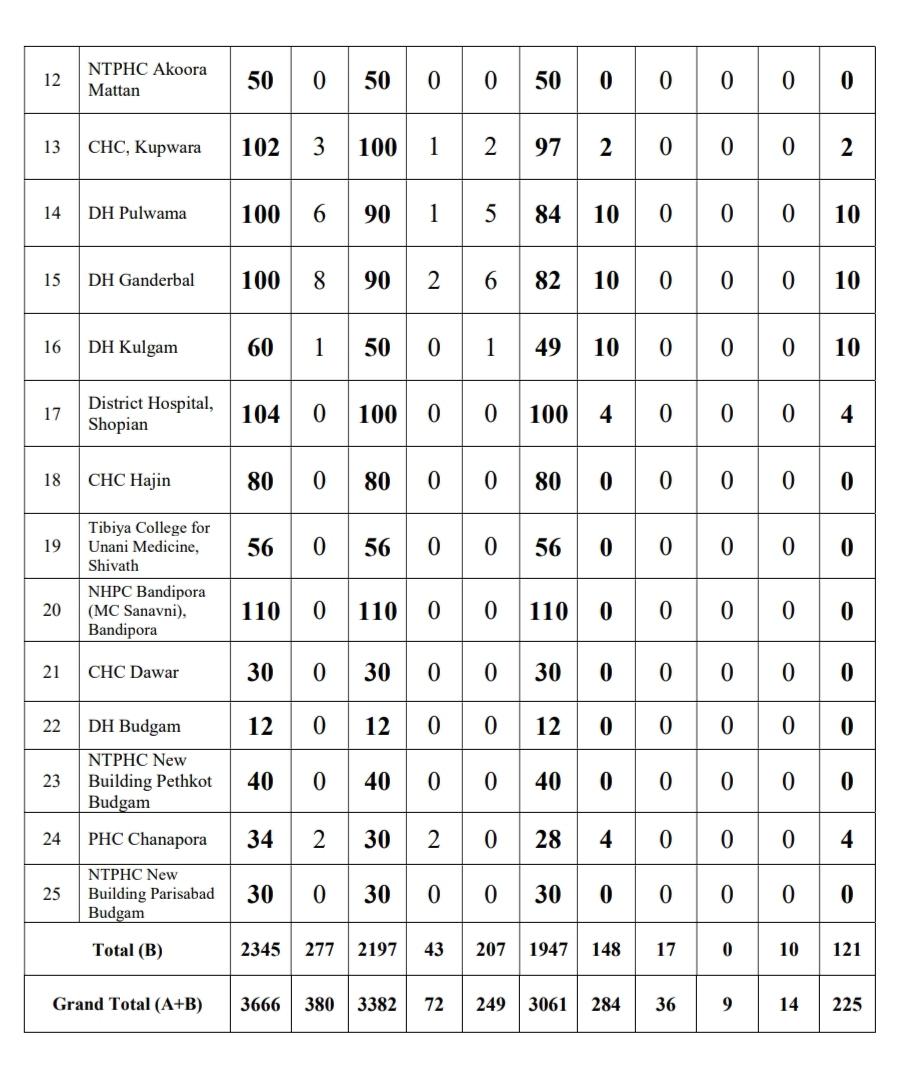 12 NTPHC Akoora Mattan 50 0 50 0 0 50 0 0 0 0 0
13 CHC, Kupwara 102 3 100 1 2 97 2 0 0 0 2
14 DH Pulwama 100 6 90 1 5 84 10 0 0 0 10
15 DH Ganderbal 100 8 90 2 6 82 10 0 0 0 10
16 DH Kulgam 60 1 50 0 1 49 10 0 0 0 10
17 District Hospital, Shopian 104 0 100 0 0 100 4 0 0 0 4
18 CHC Hajin 80 0 80 0 0 80 0 0 0 0 0
19 Tibiya College for Unani Medicine, Shivath 56 0 56 0 0 56 0 0 0 0 0
20 NHPC Bandipora (MC Sanavni), Bandipora 110 0 110 0 0 110 0 0 0 0 0
21 CHC Dawar 30 0 30 0 0 30 0 0 0 0 0
22 DH Budgam 12 0 12 0 0 12 0 0 0 0 0
23 NTPHC New Building Pethkot Budgam 40 0 40 0 0 40 0 0 0 0 0
24 PHC Chanapora 34 2 30 2 0 28 4 0 0 0 4
25 NTPHC New Building Parisabad Budgam 30 0 30 0 0 30 0 0 0 0 0
Total (B) 2345 277 2197 43 207 1947 148 17 0 10 121
Grand Total (A+B) 3666 380 3382 72 249 3061 284 36 9 14 225